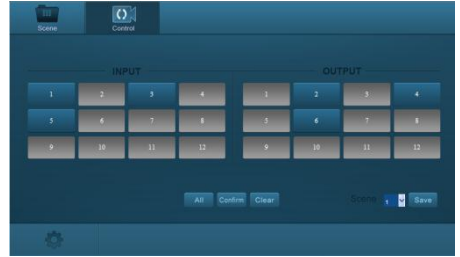 Scene Control
INPUT OUTPUT
1 2 3 4 1 2 3 4
5 6 7 8 5 6 7 8
9 10 11 12 9 10 11 12
All Confirm Clear Scene 1 Save